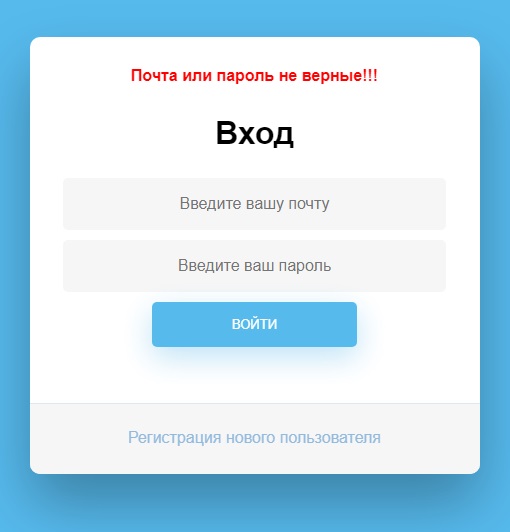 Почта или пароль не верные!!!
Вход
Введите вашу почту
Введите ваш пароль
ВОЙТИ
Регистрация нового пользователя